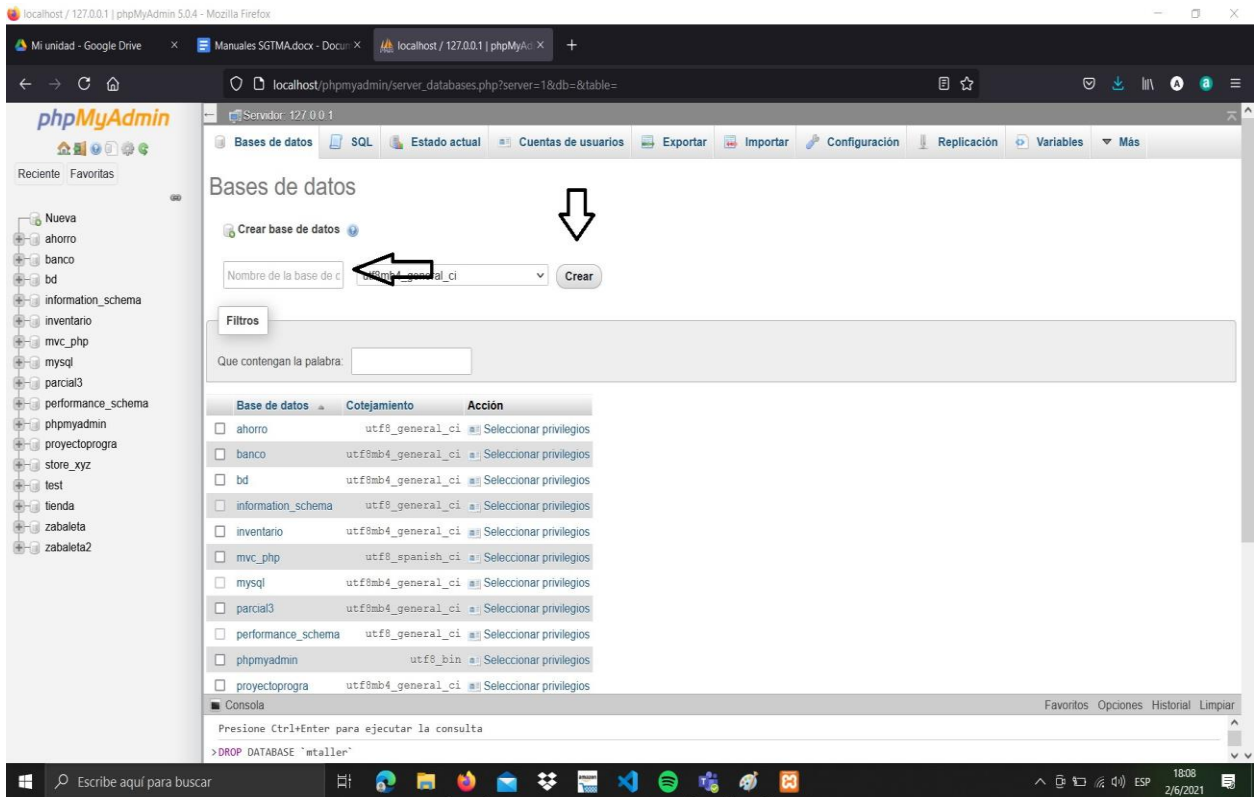 localhost / 127.0.0.1 | phpMyAdmin 5.0.4 - Mozilla Firefox
Mi unidad - Google Drive
Manuales SGTMA.docx - Docum
localhost / 127.0.0.1 | phpMyAd
localhost/phpmyadmin/server_databases.php?server=1&db=&table=
phpMyAdmin
Reciente Favoritas
Nueva
ahorro
banco
bd
information_schema
inventario
mvc_php
mysql
parcial3
performance_schema
phpmyadmin
proyectoprogra
store_xyz
test
tienda
zabaleta
zabaleta2
Servidor: 127.0.0.1
Bases de datos SQL Estado actual Cuentas de usuarios Exportar Importar Configuración Replicación Variables Más
Bases de datos
Crear base de datos
Nombre de la base de d
utf8mb4_general_ci
Crear
Filtros
Que contengan la palabra:
Base de datos Cotejamiento Acción
ahorro utf8_general_ci Seleccionar privilegios
banco utf8mb4_general_ci Seleccionar privilegios
bd utf8mb4_general_ci Seleccionar privilegios
information_schema utf8_general_ci Seleccionar privilegios
inventario utf8mb4_general_ci Seleccionar privilegios
mvc_php utf8_spanish_ci Seleccionar privilegios
mysql utf8mb4_general_ci Seleccionar privilegios
parcial3 utf8mb4_general_ci Seleccionar privilegios
performance_schema utf8_general_ci Seleccionar privilegios
phpmyadmin utf8_bin Seleccionar privilegios
proyectoprogra utf8mb4_general_ci Seleccionar privilegios
Consola Favoritos Opciones Historial Limpiar
Presione Ctrl+Enter para ejecutar la consulta
>DROP DATABASE `mtaller`
Escribe aquí para buscar
amazon
ESP
18:08
2/6/2021